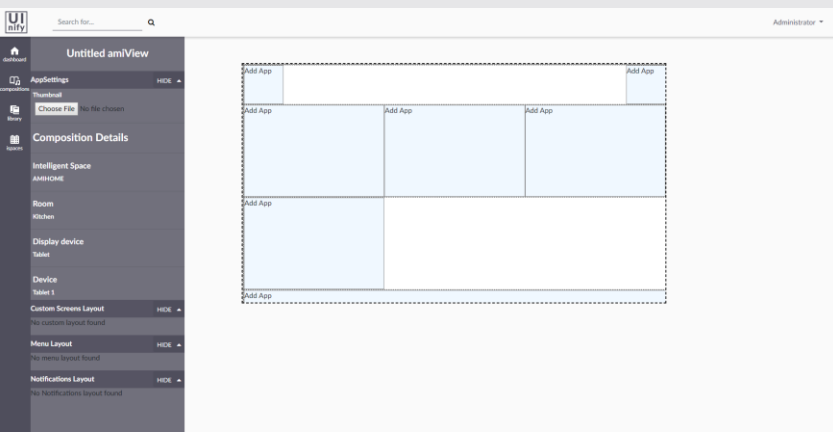 UI
nify
Search for...
Administrator
dashboard
compositions
library
Ispaces
Untitled amiView
AppSettings HIDE
Thumbnail
Choose File No file chosen
Composition Details
Intelligent Space
AMIHOME
Room
Kitchen
Display device
Tablet
Device
Tablet 1
Custom Screens Layout HIDE
No custom layout found
Menu Layout HIDE
No menu layout found
Notifications Layout HIDE
No Notifications layout found
Add App Add App
Add App Add App Add App
Add App
Add App